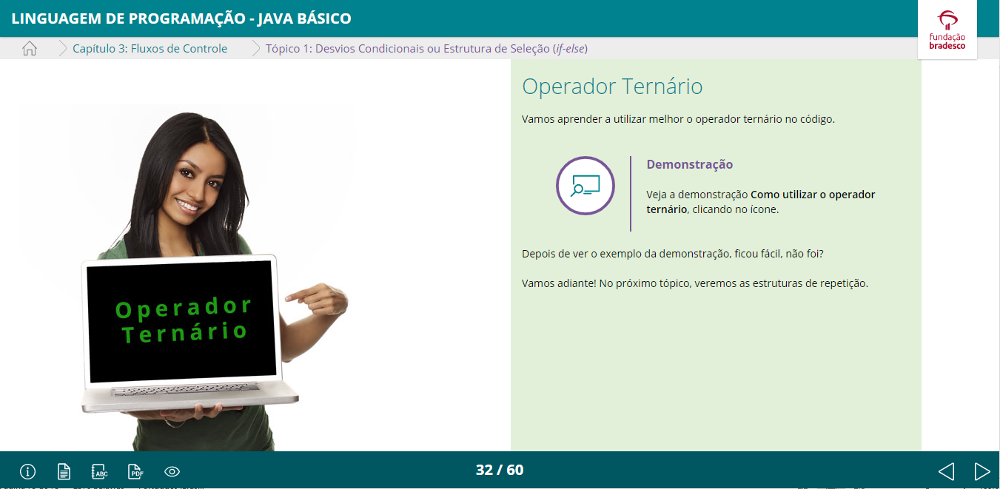 LINGUAGEM DE PROGRAMAÇÃO - JAVA BÁSICO
fundação
bradesco
Capítulo 3: Fluxos de Controle
Tópico 1: Desvios Condicionais ou Estrutura de Seleção (if-else)
Operador
Ternário
Operador Ternário
Vamos aprender a utilizar melhor o operador ternário no código.
Demonstração
Veja a demonstração Como utilizar o operador
ternário, clicando no ícone.
Depois de ver o exemplo da demonstração, ficou fácil, não foi?
Vamos adiante! No próximo tópico, veremos as estruturas de repetição.
ABC
PDF
32 / 60